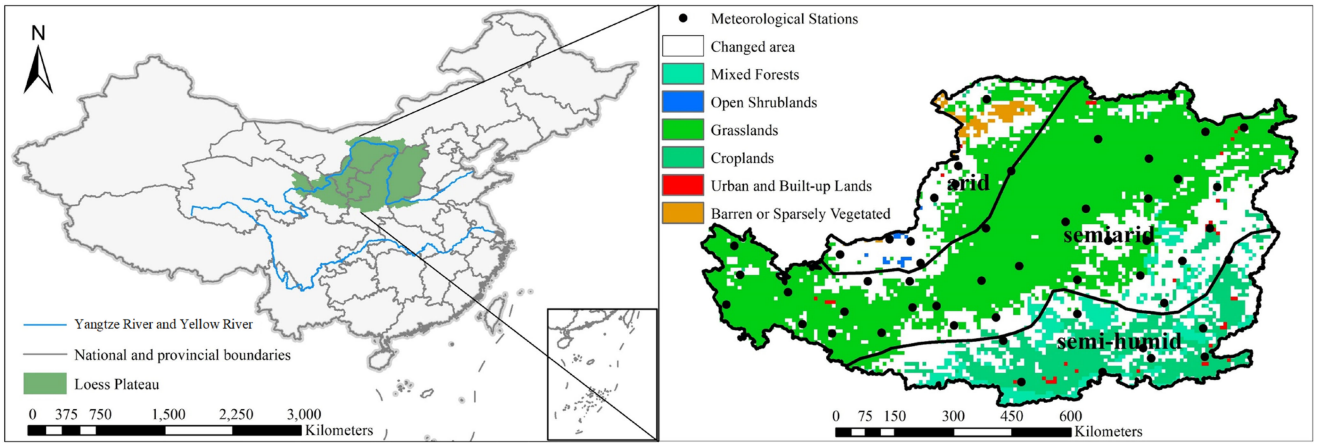 N
Yangtze River and Yellow River
National and provincial boundaries
Loess Plateau
0 375 750 1,500 2,250 3,000
Kilometers
Meteorological Stations
Changed area
Mixed Forests
Open Shrublands
Grasslands
Croplands
Urban and Built-up Lands
Barren or Sparsely Vegetated
arid
semiarid
semi-humid
0 75 150 300 450 600
Kilometers